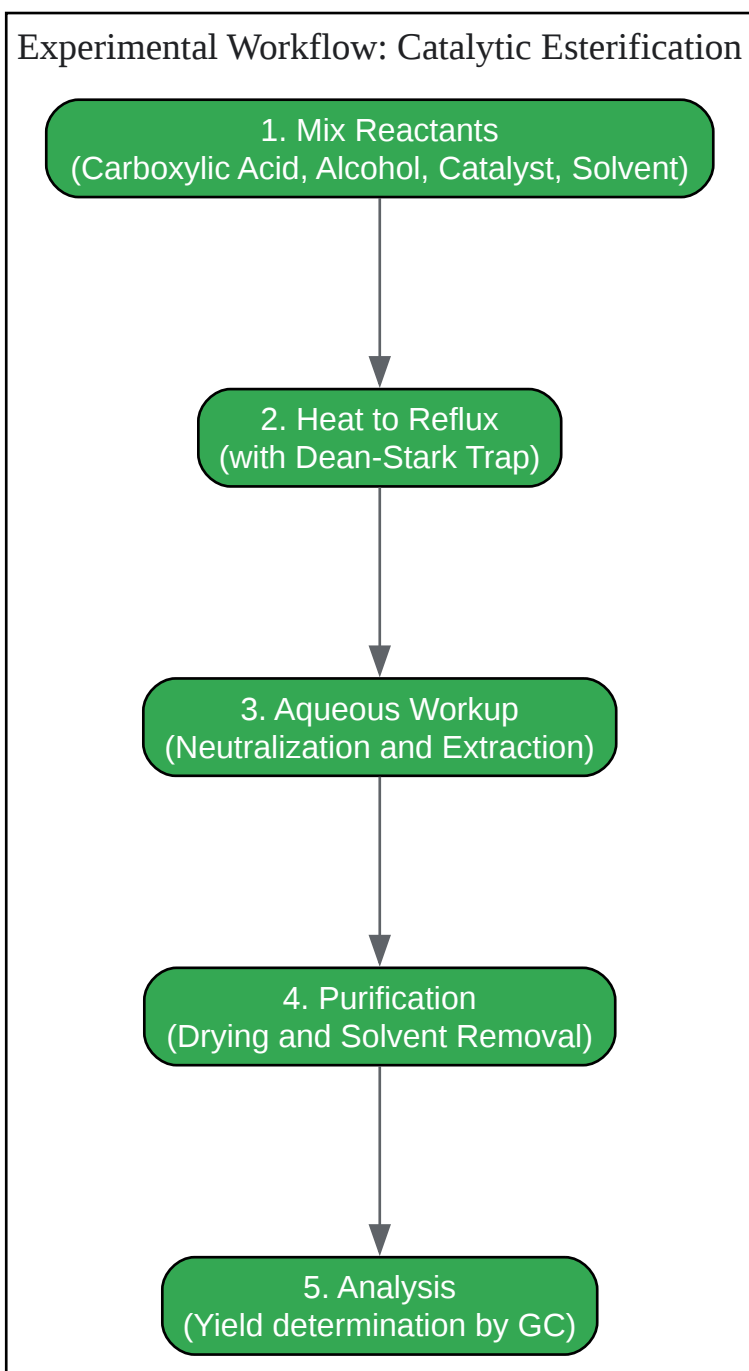 Experimental Workflow: Catalytic Esterification
1. Mix Reactants
(Carboxylic Acid, Alcohol, Catalyst, Solvent)
2. Heat to Reflux
(with Dean-Stark Trap)
3. Aqueous Workup
(Neutralization and Extraction)
4. Purification
(Drying and Solvent Removal)
5. Analysis
(Yield determination by GC)